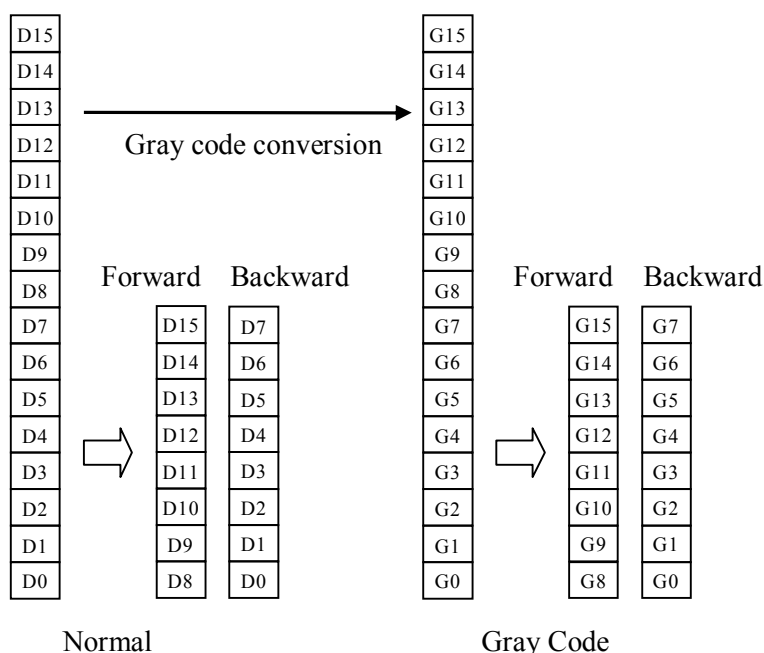 D15 G15
D14 G14
D13 G13
Gray code conversion
D12 G12
D11 G11
D10 G10
D9 G9
Forward Backward Forward Backward
D8 G8
D7 D15 D7 G7 G15 G7
D6 D14 D6 G6 G14 G6
D5 D13 D5 G5 G13 G5
D4 D12 D4 G4 G12 G4
D3 D11 D3 G3 G11 G3
D2 D10 D2 G2 G10 G2
D1 D9 D1 G1 G9 G1
D0 D8 D0 G0 G8 G0
Normal Gray Code